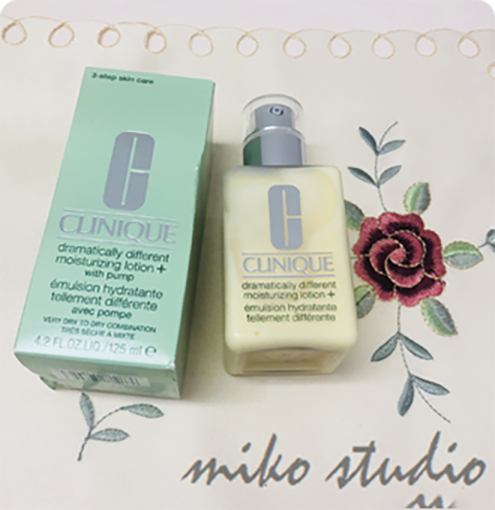 3-step skin care
C
CLINIQUE
dramatically different
moisturizing lotion +
with pump
émulsion hydratante
tellement différente
avec pompe
VERY DRY TO DRY COMBINATION
TRÈS SÈCHE À MIXTE
4.2 FL.OZ.LIQ/125 ml e
C
CLINIQUE
dramatically different
moisturizing lotion +
émulsion hydratante
tellement différente
miko studio